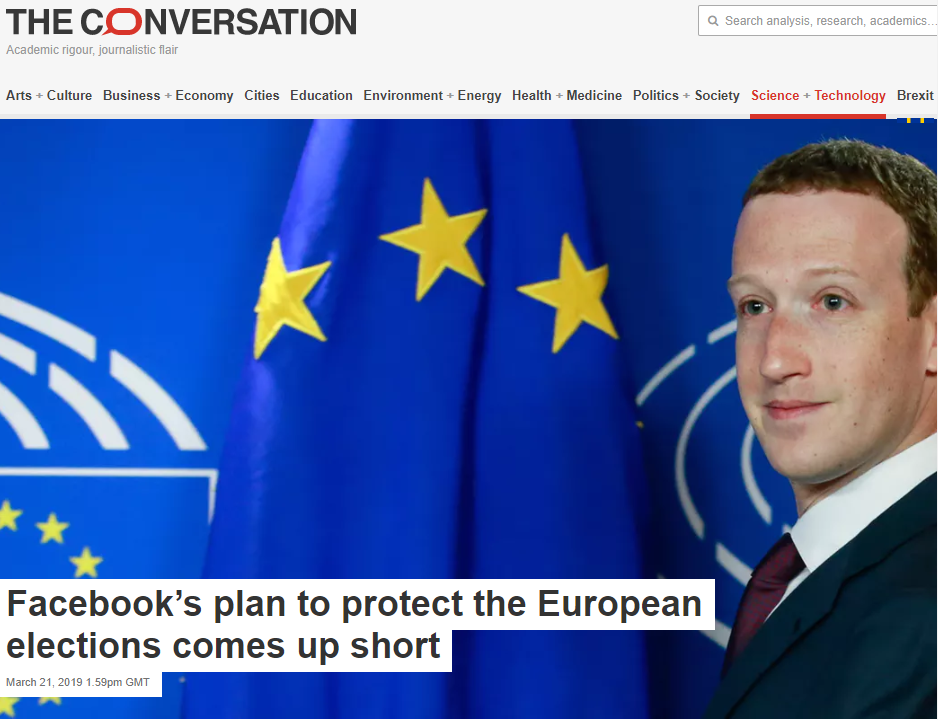 THE CONVERSATION
Academic rigour, journalistic flair
Search analysis, research, academics…
Arts + Culture Business + Economy Cities Education Environment + Energy Health + Medicine Politics + Society Science + Technology Brexit
Facebook’s plan to protect the European
elections comes up short
March 21, 2019 1.59pm GMT